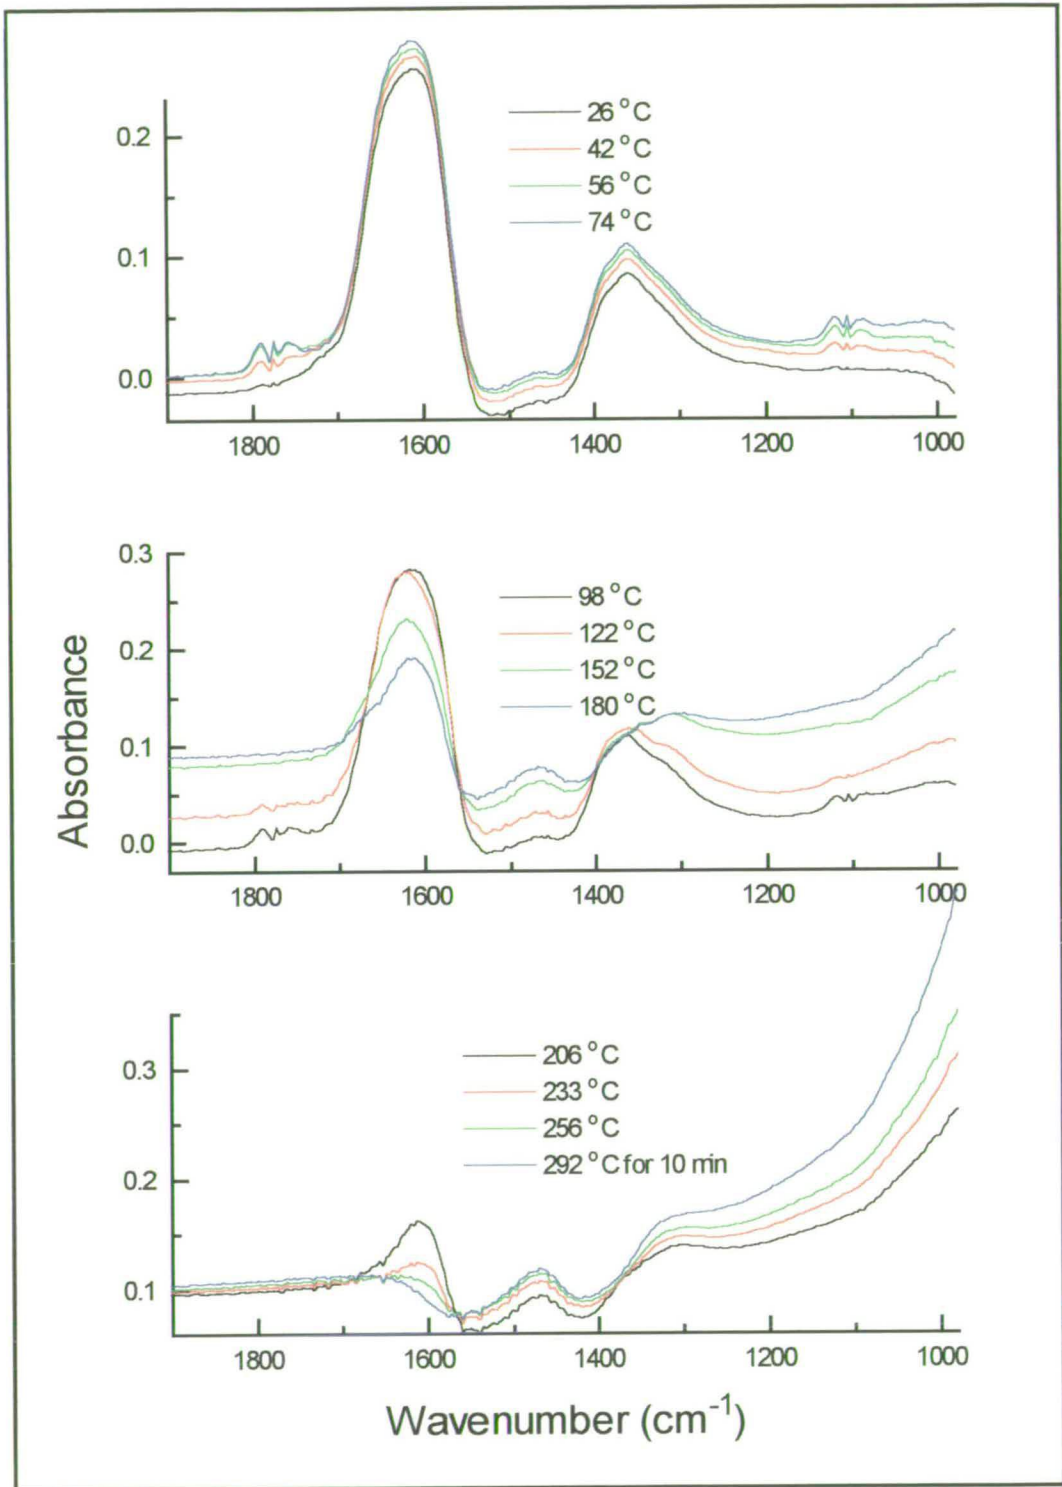 0.2
0.1
0.0
26 °C
42 °C
56 °C
74 °C
1800 1600 1400 1200 1000
Absorbance
0.3
0.2
0.1
0.0
98 °C
122 °C
152 °C
180 °C
1800 1600 1400 1200 1000
0.3
0.2
0.1
206 °C
233 °C
256 °C
292 °C for 10 min
1800 1600 1400 1200 1000
Wavenumber (cm⁻¹)